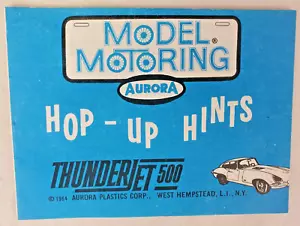 MODEL
MOTORING®
AURORA
HOP-UP HINTS
THUNDERJET 500
© 1964 AURORA PLASTICS CORP., WEST HEMPSTEAD, L.I., N.Y.